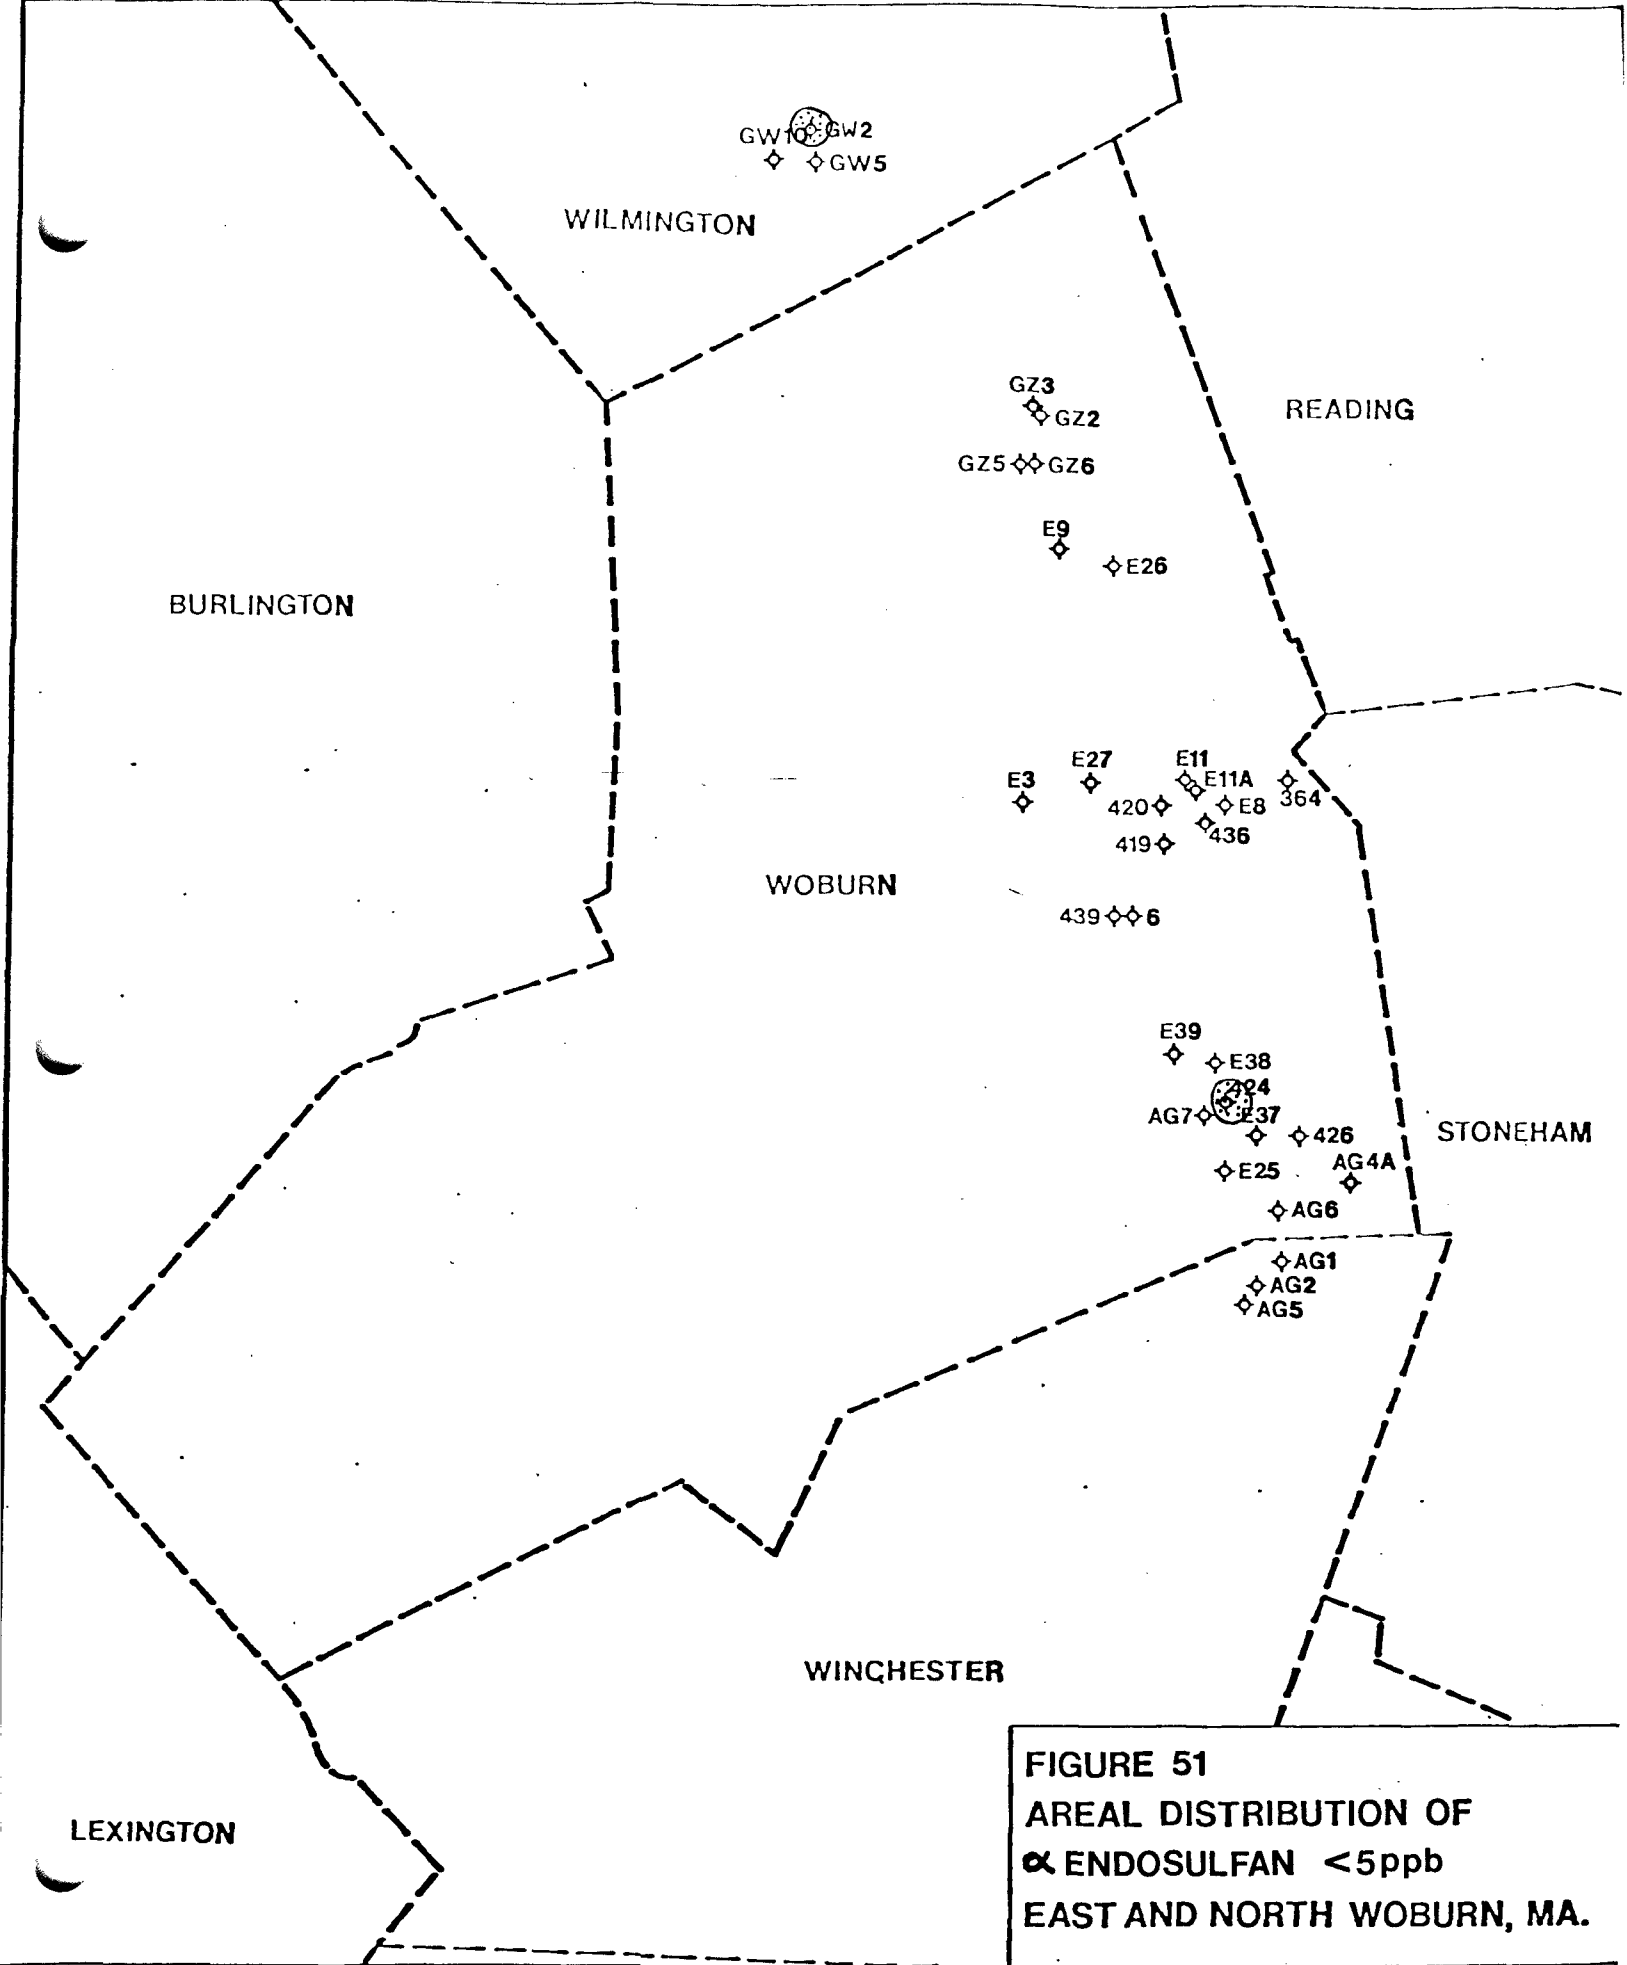 GW10 GW2
GW5
WILMINGTON
GZ3
GZ2
READING
GZ5 GZ6
E9
E26
BURLINGTON
E27 E11
E3 E11A
420 E8 364
436
419
WOBURN
439 6
E39
E38
424
AG7 E37
426
STONEHAM
AG4A
E25
AG6
AG1
AG2
AG5
WINCHESTER
LEXINGTON
FIGURE 51
AREAL DISTRIBUTION OF
α ENDOSULFAN <5ppb
EAST AND NORTH WOBURN, MA.